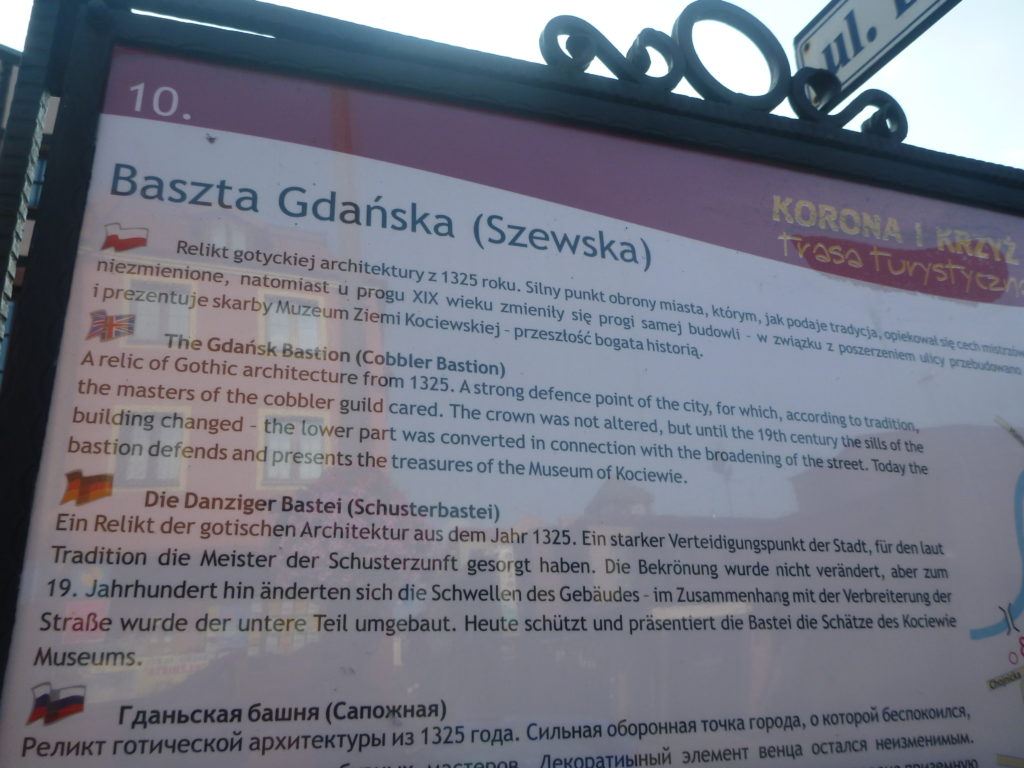 ul.
10.
Baszta Gdańska (Szewska)
KORONA I KRZYŻ
trasa turystyczna
Relikt gotyckiej architektury z 1325 roku. Silny punkt obrony miasta, którym, jak podaje tradycja, opiekował się cech mistrzów
niezmienione, natomiast u progu XIX wieku zmieniły się progi samej budowli - w związku z poszerzeniem ulicy przebudowano
i prezentuje skarby Muzeum Ziemi Kociewskiej - przeszłość bogata historią.
The Gdańsk Bastion (Cobbler Bastion)
A relic of Gothic architecture from 1325. A strong defence point of the city, for which, according to tradition,
the masters of the cobbler guild cared. The crown was not altered, but until the 19th century the sills of the
building changed - the lower part was converted in connection with the broadening of the street. Today the
bastion defends and presents the treasures of the Museum of Kociewie.
Die Danziger Bastei (Schusterbastei)
Ein Relikt der gotischen Architektur aus dem Jahr 1325. Ein starker Verteidigungspunkt der Stadt, für den laut
Tradition die Meister der Schusterzunft gesorgt haben. Die Bekrönung wurde nicht verändert, aber zum
19. Jahrhundert hin änderten sich die Schwellen des Gebäudes - im Zusammenhang mit der Verbreiterung der
Straße wurde der untere Teil umgebaut. Heute schützt und präsentiert die Bastei die Schätze des Kociewie
Museums.
Гданьская башня (Сапожная)
Реликт готической архитектуры из 1325 года. Сильная оборонная точка города, о которой беспокоился,
мастеров. Декоратиыный элемент венца остался неизменимым.
Chojnicka